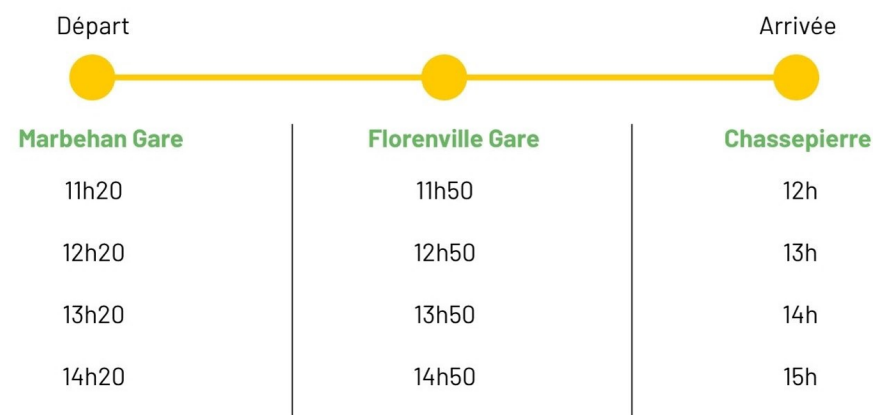 Départ Arrivée
Marbehan Gare Florenville Gare Chassepierre
11h20 11h50 12h
12h20 12h50 13h
13h20 13h50 14h
14h20 14h50 15h